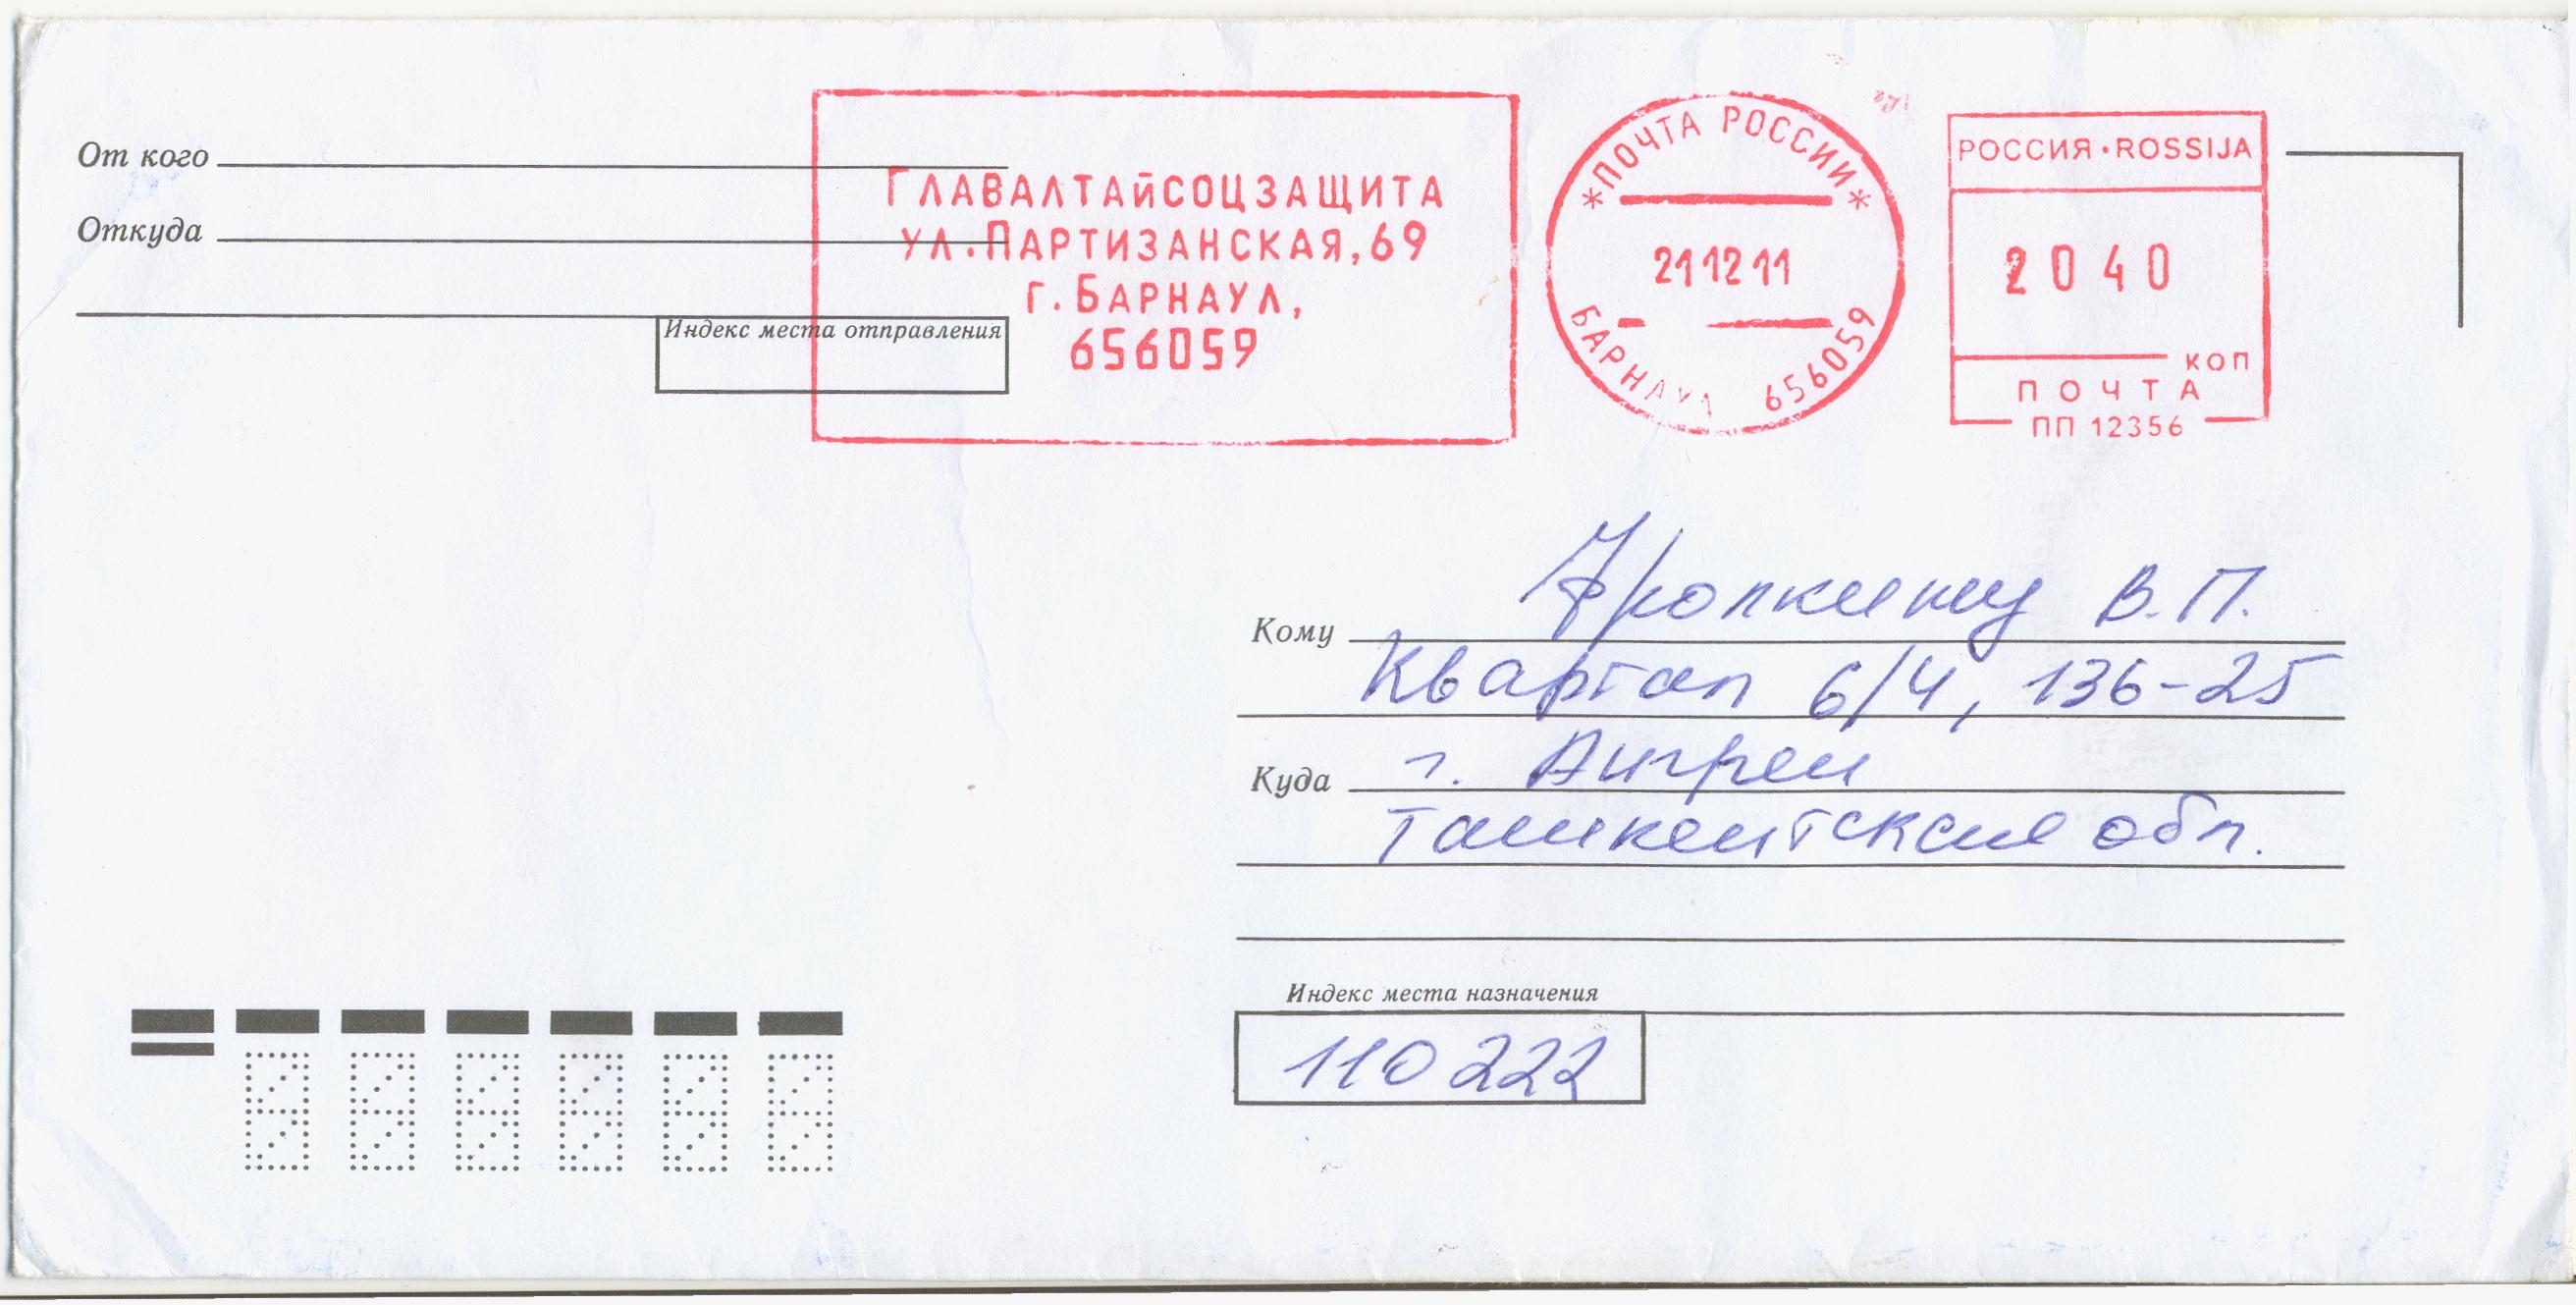 От кого
Откуда
Индекс места отправления
ГЛАВАЛТАЙСОЦЗАЩИТА
УЛ.ПАРТИЗАНСКАЯ,69
Г.БАРНАУЛ,
656059
*ПОЧТА РОССИИ*
21 12 11
БАРНАУЛ 656059
РОССИЯ·ROSSIJA
2040
КОП
ПОЧТА
ПП 12356
Кому Фролкину В.П.
Квартал 6/4, 136-25
Куда г. Ангрен
Ташкентская обл.
Индекс места назначения
110222